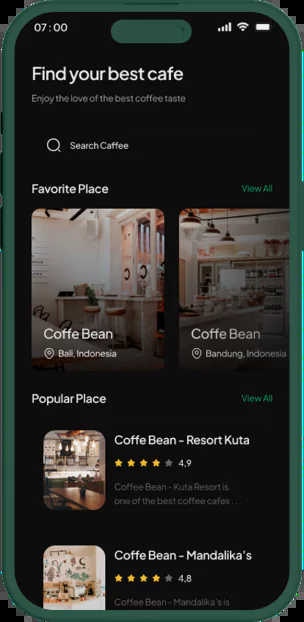 07:00
Find your best cafe
Enjoy the love of the best coffee taste
Search Caffee
Favorite Place View All
Coffe Bean
Bali, Indonesia
Coffe Bean
Bandung, Indonesia
Popular Place View All
Coffe Bean - Resort Kuta
4,9
Coffe Bean - Kuta Resort is
one of the best coffee cafes . . .
Coffe Bean - Mandalika's
4,8
Coffe Bean - Mandalika's is